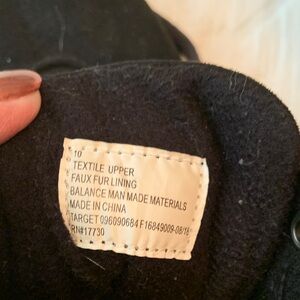 10
TEXTILE UPPER
FAUX FUR LINING
BALANCE MAN MADE MATERIALS
MADE IN CHINA
TARGET 096090684 F16849009-08/18
RN#17730